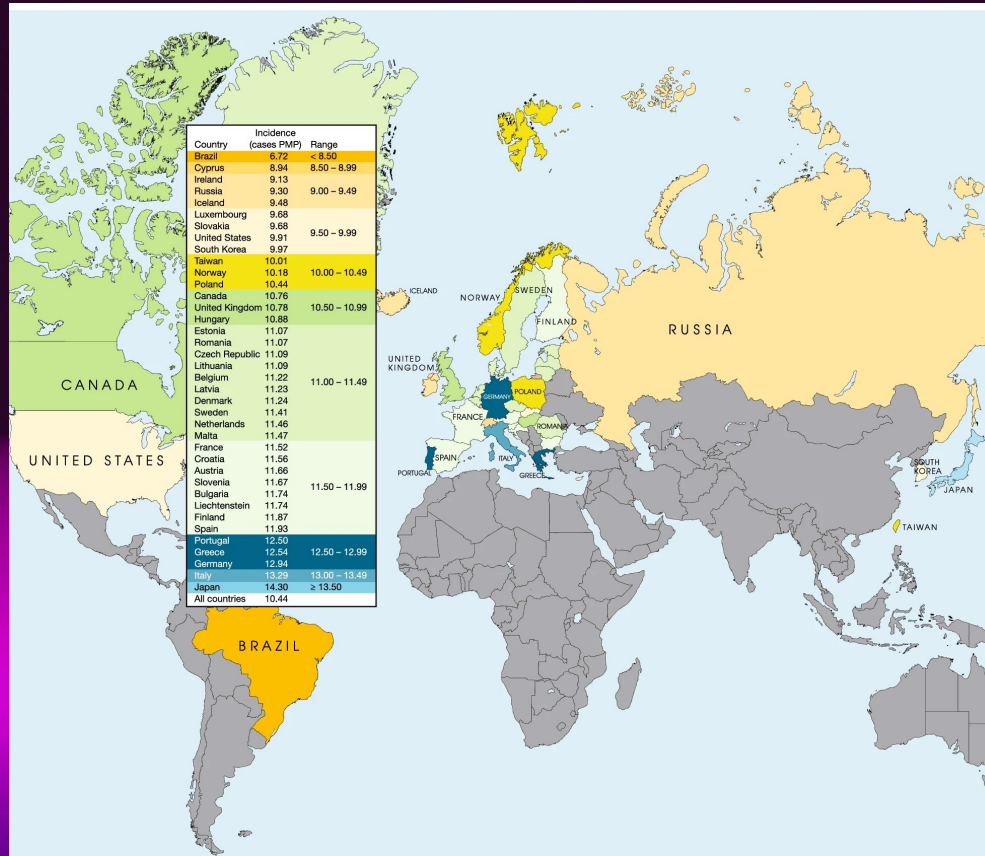 Incidence
Country (cases PMP) Range
Brazil 6.72 < 8.50
Cyprus 8.94 8.50 – 8.99
Ireland 9.13
Russia 9.30 9.00 – 9.49
Iceland 9.48
Luxembourg 9.68
Slovakia 9.68
9.50 – 9.99
United States 9.91
South Korea 9.97
Taiwan 10.01
Norway 10.18 10.00 – 10.49
Poland 10.44
Canada 10.76
United Kingdom 10.78 10.50 – 10.99
Hungary 10.88
Estonia 11.07
Romania 11.07
Czech Republic 11.09
Lithuania 11.09
Belgium 11.22
11.00 – 11.49
Latvia 11.23
Denmark 11.24
Sweden 11.41
Netherlands 11.46
Malta 11.47
France 11.52
Croatia 11.56
Austria 11.66
Slovenia 11.67
11.50 – 11.99
Bulgaria 11.74
Liechtenstein 11.74
Finland 11.87
Spain 11.93
Portugal 12.50
Greece 12.54 12.50 – 12.99
Germany 12.94
Italy 13.29 13.00 – 13.49
Japan 14.30 ≥ 13.50
All countries 10.44
CANADA
UNITED STATES
BRAZIL
ICELAND
NORWAY
SWEDEN
FINLAND
RUSSIA
UNITED
KINGDOM
GERMANY
POLAND
FRANCE
ROMANIA
SPAIN
ITALY
PORTUGAL
GREECE
SOUTH
KOREA
JAPAN
TAIWAN